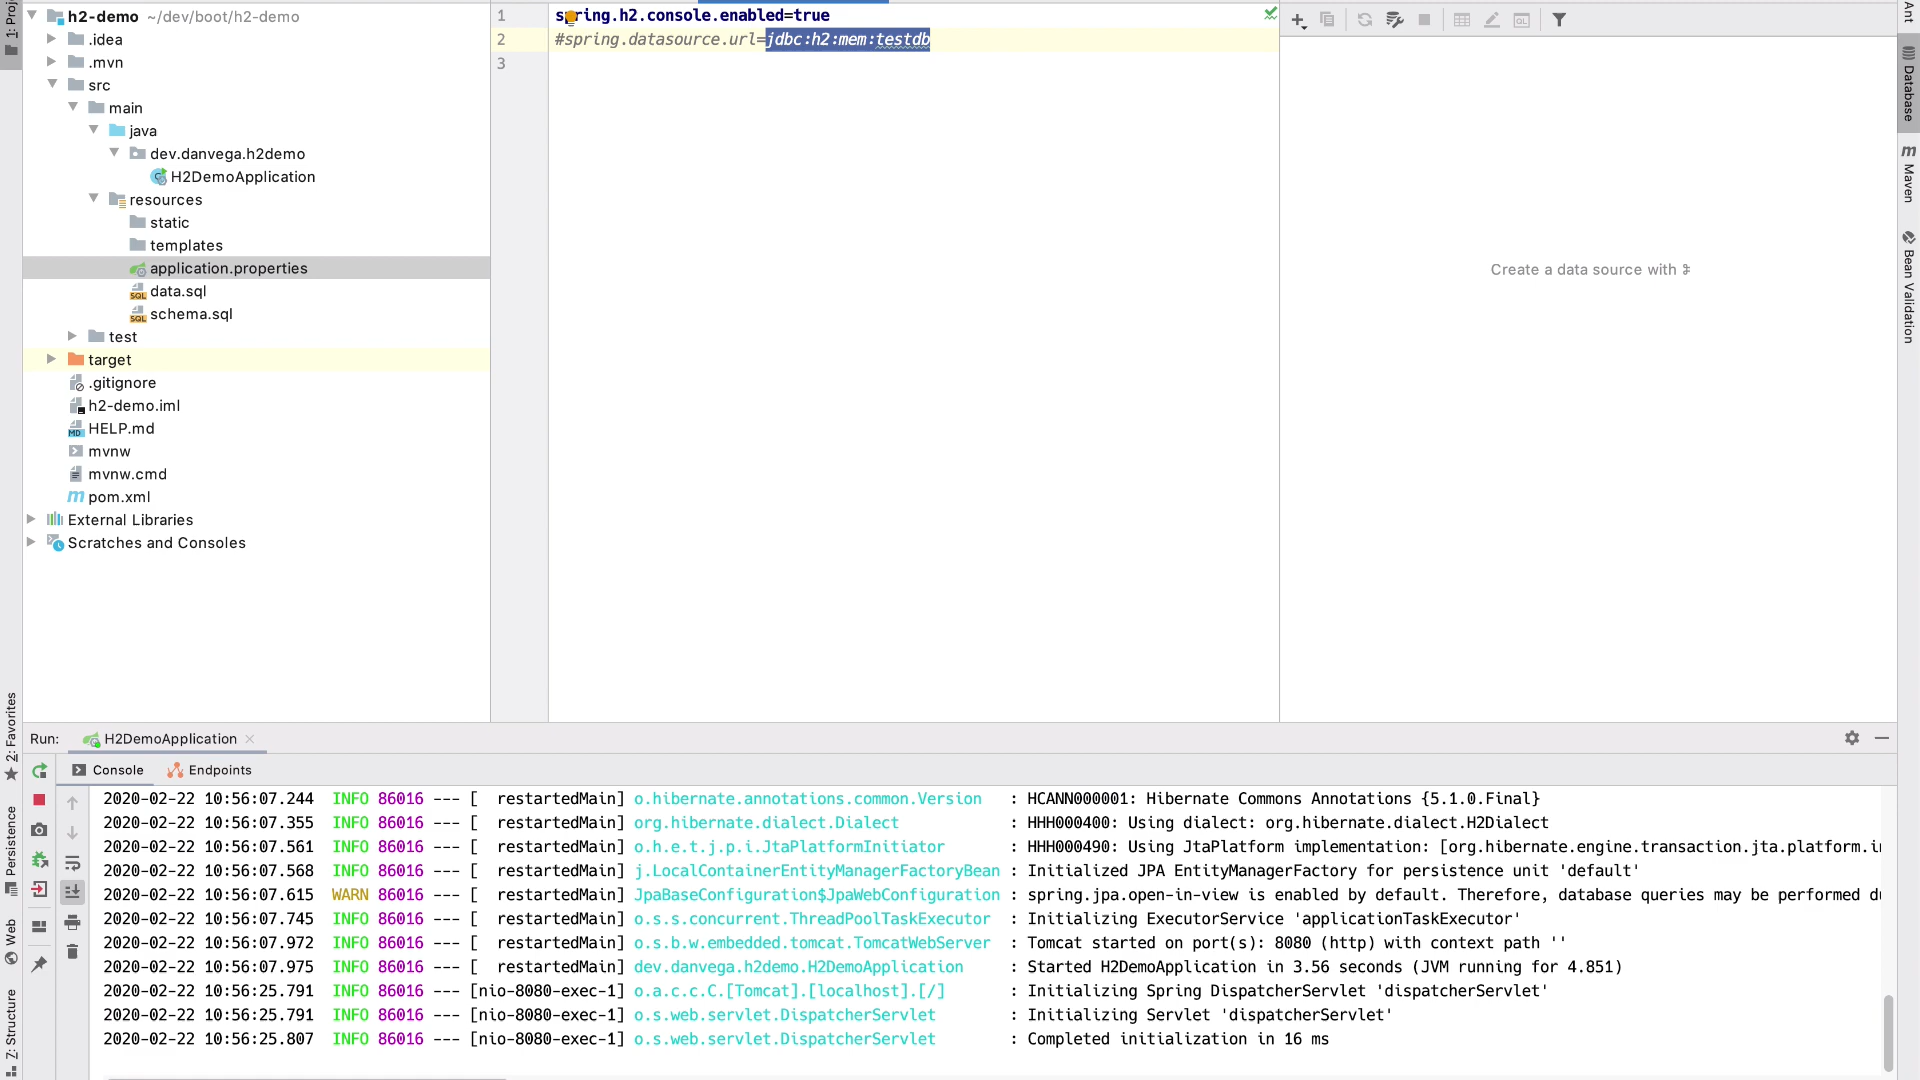 1: Proj
h2-demo ~/dev/boot/h2-demo
.idea
.mvn
src
main
java
dev.danvega.h2demo
H2DemoApplication
resources
static
templates
application.properties
data.sql
schema.sql
test
target
.gitignore
h2-demo.iml
HELP.md
mvnw
mvnw.cmd
pom.xml
External Libraries
Scratches and Consoles
1 spring.h2.console.enabled=true
2 #spring.datasource.url=jdbc:h2:mem:testdb
3
Create a data source with
Ant
Database
Maven
Bean Validation
2: Favorites
Persistence
Web
Z: Structure
Run: H2DemoApplication
Console Endpoints
2020-02-22 10:56:07.244 INFO 86016 --- [ restartedMain] o.hibernate.annotations.common.Version : HCANN000001: Hibernate Commons Annotations {5.1.0.Final}
2020-02-22 10:56:07.355 INFO 86016 --- [ restartedMain] org.hibernate.dialect.Dialect : HHH000400: Using dialect: org.hibernate.dialect.H2Dialect
2020-02-22 10:56:07.561 INFO 86016 --- [ restartedMain] o.h.e.t.j.p.i.JtaPlatformInitiator : HHH000490: Using JtaPlatform implementation: [org.hibernate.engine.transaction.jta.platform.in
2020-02-22 10:56:07.568 INFO 86016 --- [ restartedMain] j.LocalContainerEntityManagerFactoryBean : Initialized JPA EntityManagerFactory for persistence unit 'default'
2020-02-22 10:56:07.615 WARN 86016 --- [ restartedMain] JpaBaseConfiguration$JpaWebConfiguration : spring.jpa.open-in-view is enabled by default. Therefore, database queries may be performed du
2020-02-22 10:56:07.745 INFO 86016 --- [ restartedMain] o.s.s.concurrent.ThreadPoolTaskExecutor : Initializing ExecutorService 'applicationTaskExecutor'
2020-02-22 10:56:07.972 INFO 86016 --- [ restartedMain] o.s.b.w.embedded.tomcat.TomcatWebServer : Tomcat started on port(s): 8080 (http) with context path ''
2020-02-22 10:56:07.975 INFO 86016 --- [ restartedMain] dev.danvega.h2demo.H2DemoApplication : Started H2DemoApplication in 3.56 seconds (JVM running for 4.851)
2020-02-22 10:56:25.791 INFO 86016 --- [nio-8080-exec-1] o.a.c.c.C.[Tomcat].[localhost].[/] : Initializing Spring DispatcherServlet 'dispatcherServlet'
2020-02-22 10:56:25.791 INFO 86016 --- [nio-8080-exec-1] o.s.web.servlet.DispatcherServlet : Initializing Servlet 'dispatcherServlet'
2020-02-22 10:56:25.807 INFO 86016 --- [nio-8080-exec-1] o.s.web.servlet.DispatcherServlet : Completed initialization in 16 ms